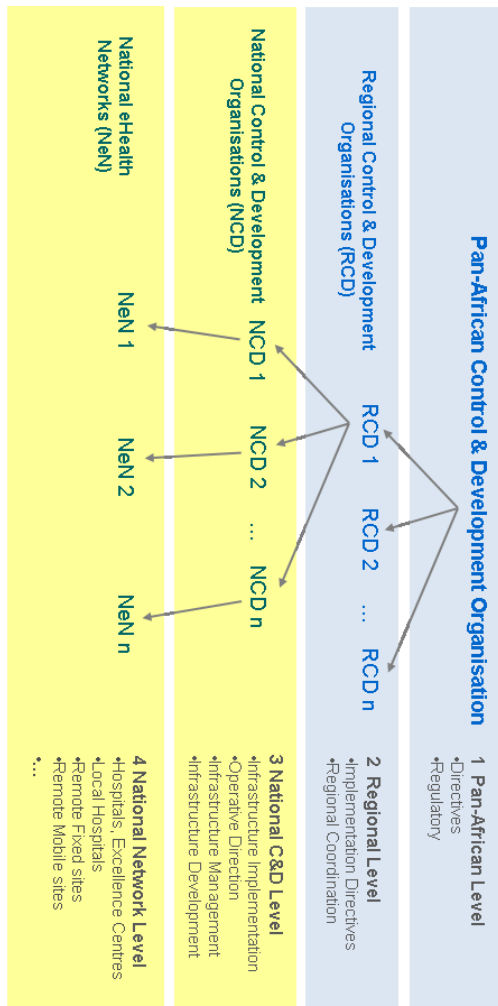 Pan-African Control & Development Organisation
1 Pan-African Level
•Directives
•Regulatory
Regional Control & Development
Organisations (RCD)
RCD 1
RCD 2
...
RCD n
2 Regional Level
•Implementation Directives
•Regional Coordination
National Control & Development
Organisations (NCD)
NCD 1
NCD 2
...
NCD n
3 National C&D Level
•Infrastructure Implementation
•Operative Direction
•Infrastructure Management
•Infrastructure Development
National eHealth
Networks (NeN)
NeN 1
NeN 2
NeN n
4 National Network Level
•Hospitals, Excellence Centres
•Local Hospitals
•Remote Fixed sites
•Remote Mobile sites
•...